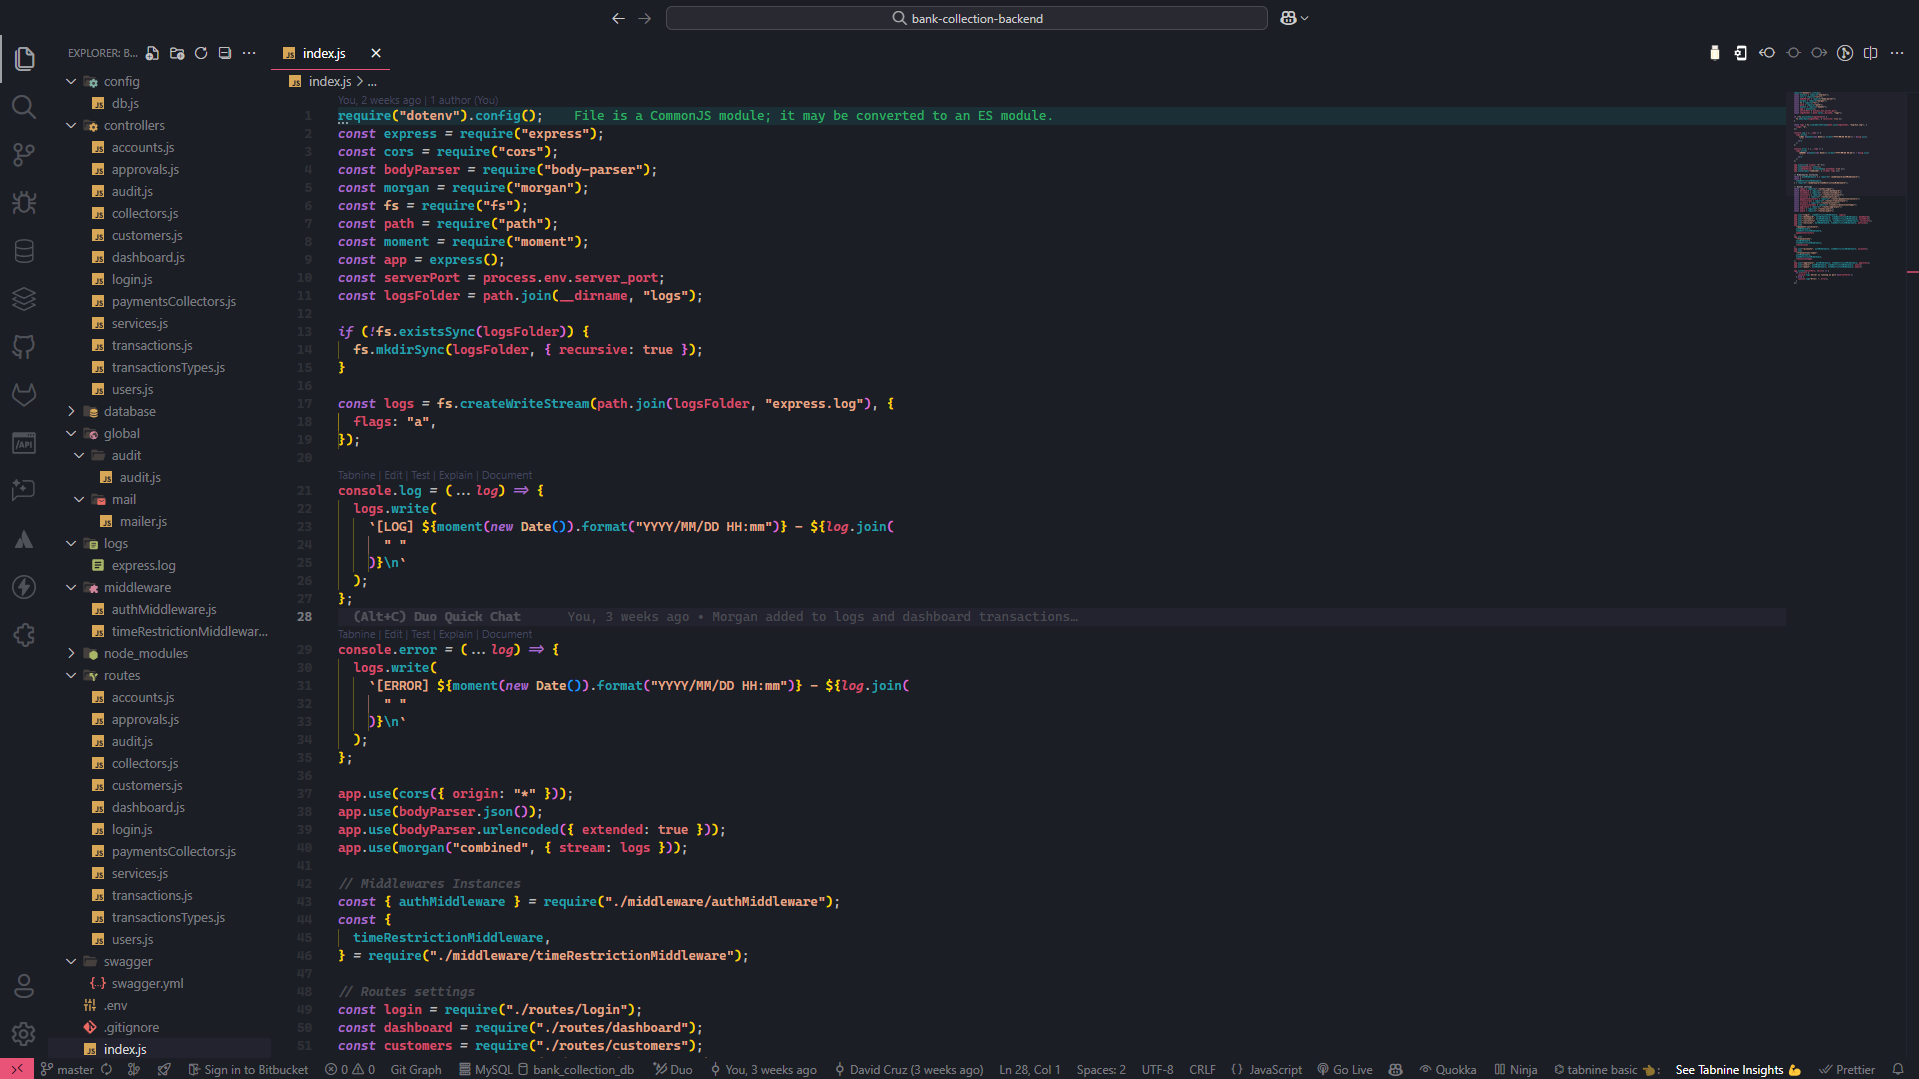 bank-collection-backend
EXPLORER: B...
index.js
index.js > ...
config
db.js
controllers
accounts.js
approvals.js
audit.js
collectors.js
customers.js
dashboard.js
login.js
paymentsCollectors.js
services.js
transactions.js
transactionsTypes.js
users.js
database
global
audit
audit.js
mail
mailer.js
logs
express.log
middleware
authMiddleware.js
timeRestrictionMiddlewar...
node_modules
routes
accounts.js
approvals.js
audit.js
collectors.js
customers.js
dashboard.js
login.js
paymentsCollectors.js
services.js
transactions.js
transactionsTypes.js
users.js
swagger
swagger.yml
.env
.gitignore
index.js
You, 2 weeks ago | 1 author (You)
1 require("dotenv").config(); File is a CommonJS module; it may be converted to an ES module.
2 const express = require("express");
3 const cors = require("cors");
4 const bodyParser = require("body-parser");
5 const morgan = require("morgan");
6 const fs = require("fs");
7 const path = require("path");
8 const moment = require("moment");
9 const app = express();
10 const serverPort = process.env.server_port;
11 const logsFolder = path.join(__dirname, "logs");
12
13 if (!fs.existsSync(logsFolder)) {
14 fs.mkdirSync(logsFolder, { recursive: true });
15 }
16
17 const logs = fs.createWriteStream(path.join(logsFolder, "express.log"), {
18 flags: "a",
19 });
20
Tabnine | Edit | Test | Explain | Document
21 console.log = (...log) => {
22 logs.write(
23 `[LOG] ${moment(new Date()).format("YYYY/MM/DD HH:mm")} - ${log.join(
24 " "
25 )}\n`
26 );
27 };
28 (Alt+C) Duo Quick Chat You, 3 weeks ago • Morgan added to logs and dashboard transactions…
Tabnine | Edit | Test | Explain | Document
29 console.error = (...log) => {
30 logs.write(
31 `[ERROR] ${moment(new Date()).format("YYYY/MM/DD HH:mm")} - ${log.join(
32 " "
33 )}\n`
34 );
35 };
36
37 app.use(cors({ origin: "*" }));
38 app.use(bodyParser.json());
39 app.use(bodyParser.urlencoded({ extended: true }));
40 app.use(morgan("combined", { stream: logs }));
41
42 // Middlewares Instances
43 const { authMiddleware } = require("./middleware/authMiddleware");
44 const {
45 timeRestrictionMiddleware,
46 } = require("./middleware/timeRestrictionMiddleware");
47
48 // Routes settings
49 const login = require("./routes/login");
50 const dashboard = require("./routes/dashboard");
51 const customers = require("./routes/customers");
/API
master Sign in to Bitbucket 0 0 Git Graph MySQL bank_collection_db Duo You, 3 weeks ago David Cruz (3 weeks ago) Ln 28, Col 1 Spaces: 2 UTF-8 CRLF {} JavaScript Go Live Quokka Ninja tabnine basic See Tabnine Insights Prettier